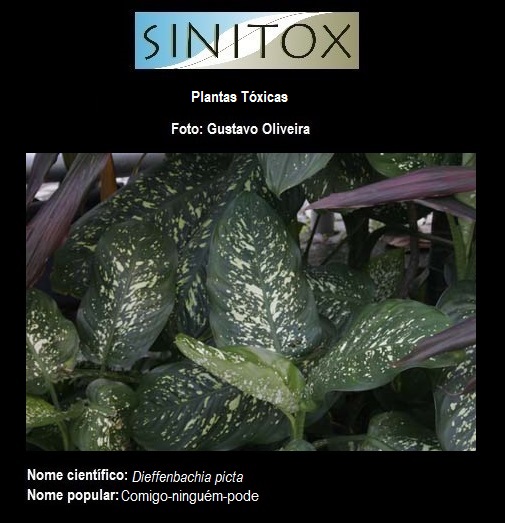 SINITOX
Plantas Tóxicas
Foto: Gustavo Oliveira
Nome científico: Dieffenbachia picta
Nome popular: Comigo-ninguém-pode